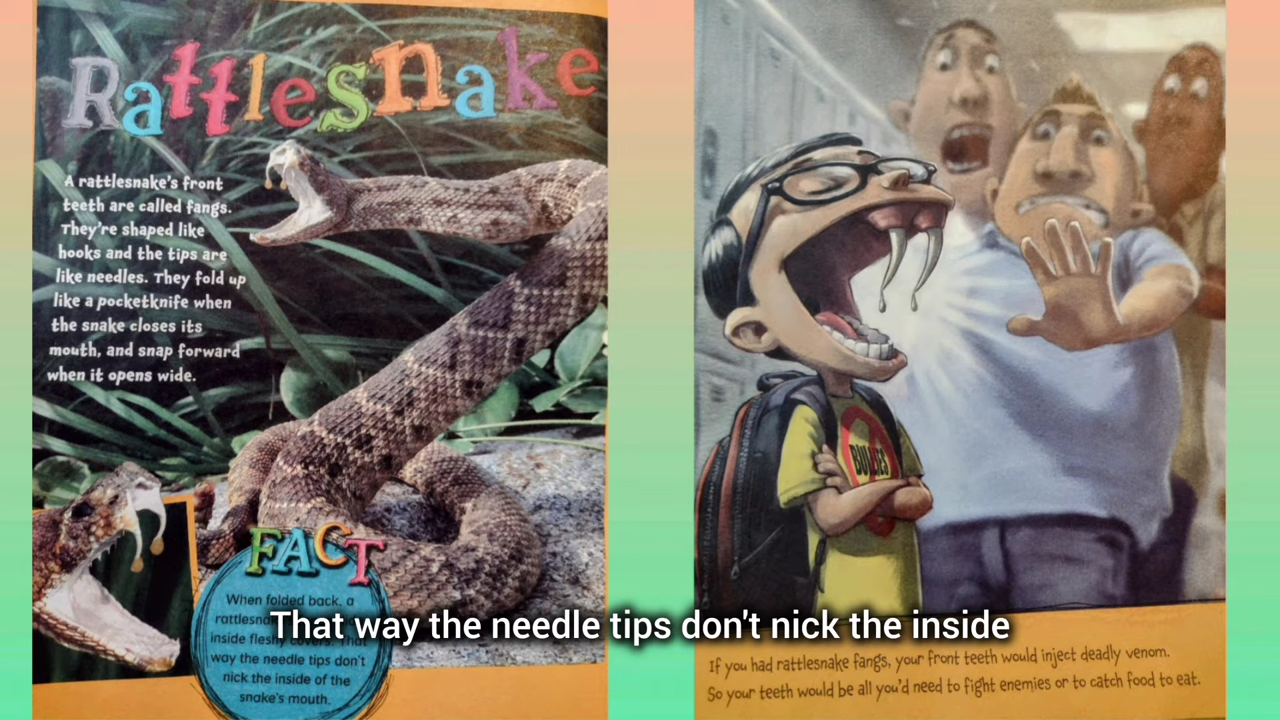 Rattlesnake
A rattlesnake's front
teeth are called fangs.
They're shaped like
hooks and the tips are
like needles. They fold up
like a pocketknife when
the snake closes its
mouth, and snap forward
when it opens wide.
FACT
When folded back, a
inside fleshy covers. That
way the needle tips don't
nick the inside of the
snake's mouth.
BULLIES
If you had rattlesnake fangs, your front teeth would inject deadly venom.
So your teeth would be all you'd need to fight enemies or to catch food to eat.
That way the needle tips don't nick the inside